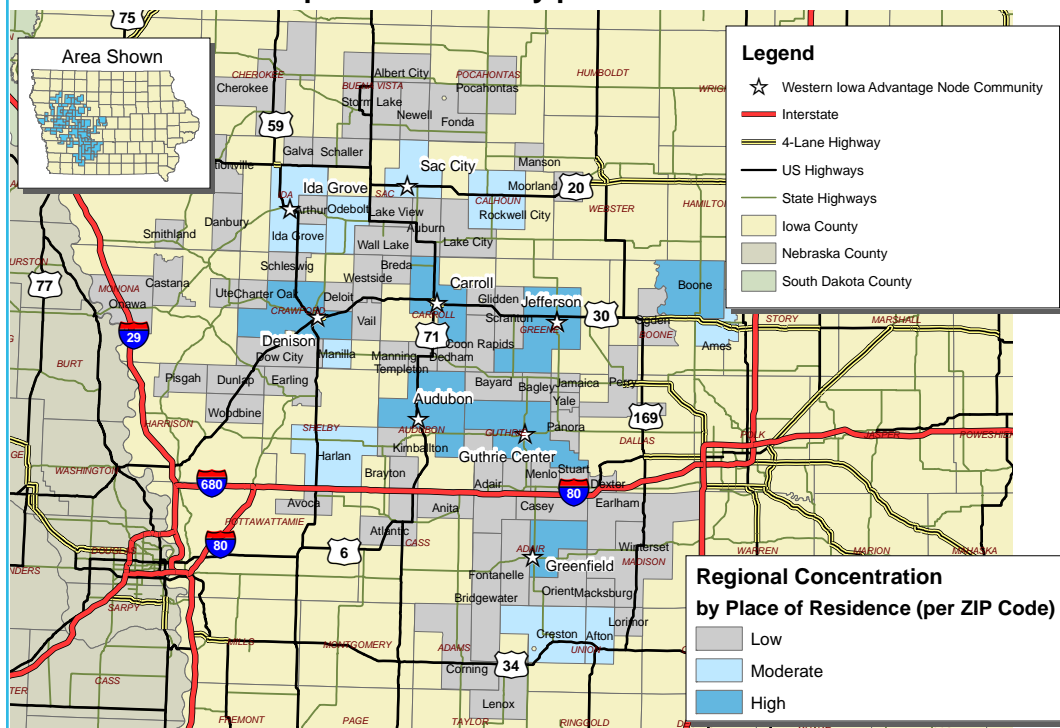 75
Area Shown
CHEROKEE
Cherokee
Albert City
BUENA VISTA
POCAHONTAS
Pocahontas
HUMBOLDT
Storm Lake
Newell
Fonda
59
Galva
Schaller
Sac City
Manson
Moorland
20
WEBSTER
Ida Grove
SAC
CALHOUN
Rockwell City
Arthur
Odebolt
Lake View
Danbury
Smithland
Ida Grove
Auburn
Wall Lake
Lake City
Schleswig
Breda
Westside
77
MONONA
Onawa
Castana
Ute
Charter Oak
Deloit
CRAWFORD
Carroll
CARROLL
Glidden
Jefferson
Scranton
GREENE
30
Boone
Ogden
BOONE
STORY
MARSHALL
Ames
29
Vail
71
Denison
Dow City
Manilla
Manning
Templeton
Dedham
Coon Rapids
BURT
Pisgah
Dunlap
Earling
Woodbine
Audubon
Bayard
Bagley
Jamaica
Perry
Yale
169
HARRISON
SHELBY
AUDUBON
Kimballton
GUTHRIE
Panora
DALLAS
POLK
JASPER
POWESHIEK
WASHINGTON
Harlan
Brayton
Guthrie Center
Menlo
Stuart
Adair
80
Dexter
680
Avoca
Anita
Casey
Earlham
POTTAWATTAMIE
80
6
Atlantic
CASS
ADAIR
Greenfield
Winterset
MADISON
WARREN
MARION
MAHASKA
DOUGLAS
Fontanelle
Bridgewater
Orient
Macksburg
SARPY
Lorimor
Creston
Afton
UNION
MILLS
MONTGOMERY
ADAMS
Corning
34
CASS
Lenox
FREMONT
PAGE
TAYLOR
RINGGOLD
Legend
Western Iowa Advantage Node Community
Interstate
4-Lane Highway
US Highways
State Highways
Iowa County
Nebraska County
South Dakota County
Regional Concentration
by Place of Residence (per ZIP Code)
Low
Moderate
High